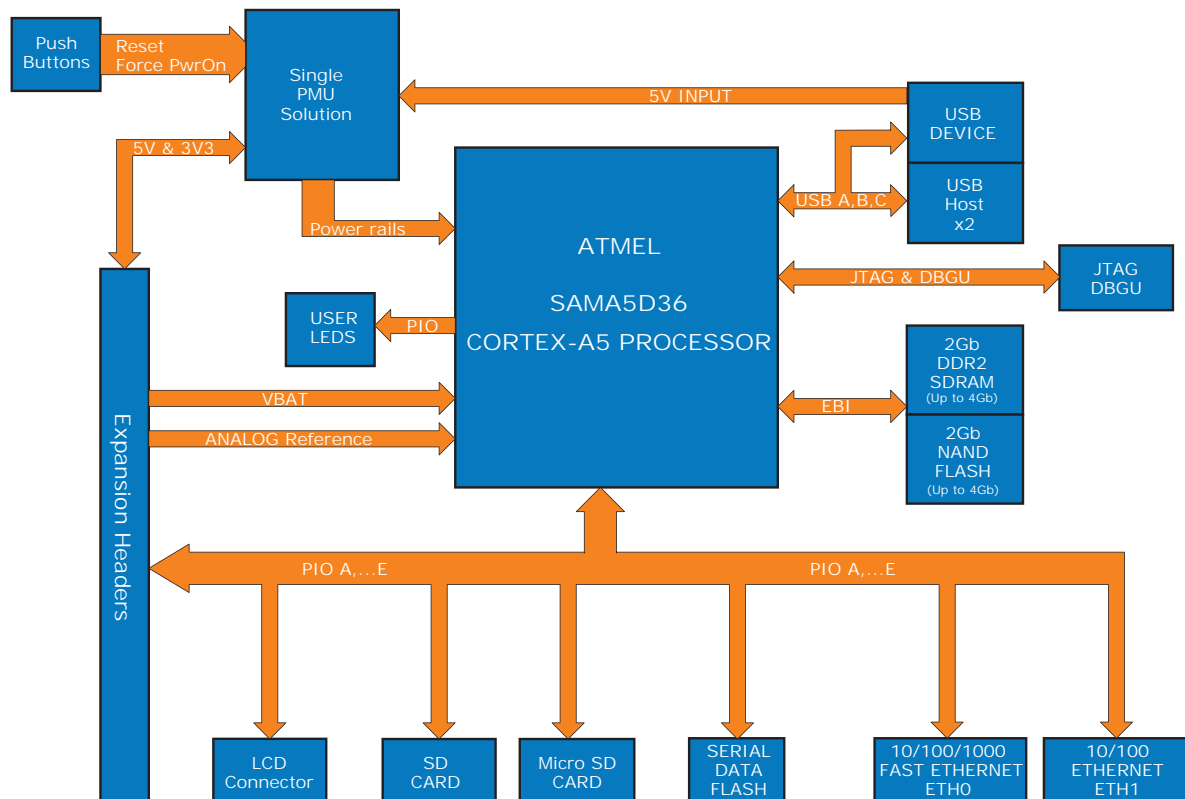 Push
Buttons
Reset
Force PwrOn
Single
PMU
Solution
5V INPUT
USB
DEVICE
5V & 3V3
USB A,B,C
USB
Host
x2
Power rails
ATMEL
SAMA5D36
CORTEX-A5 PROCESSOR
JTAG & DBGU
JTAG
DBGU
USER
LEDS
PIO
2Gb
DDR2
SDRAM
(Up to 4Gb)
VBAT
EBI
ANALOG Reference
2Gb
NAND
FLASH
(Up to 4Gb)
Expansion Headers
PIO A,...E
PIO A,...E
LCD
Connector
SD
CARD
Micro SD
CARD
SERIAL
DATA
FLASH
10/100/1000
FAST ETHERNET
ETH0
10/100
ETHERNET
ETH1